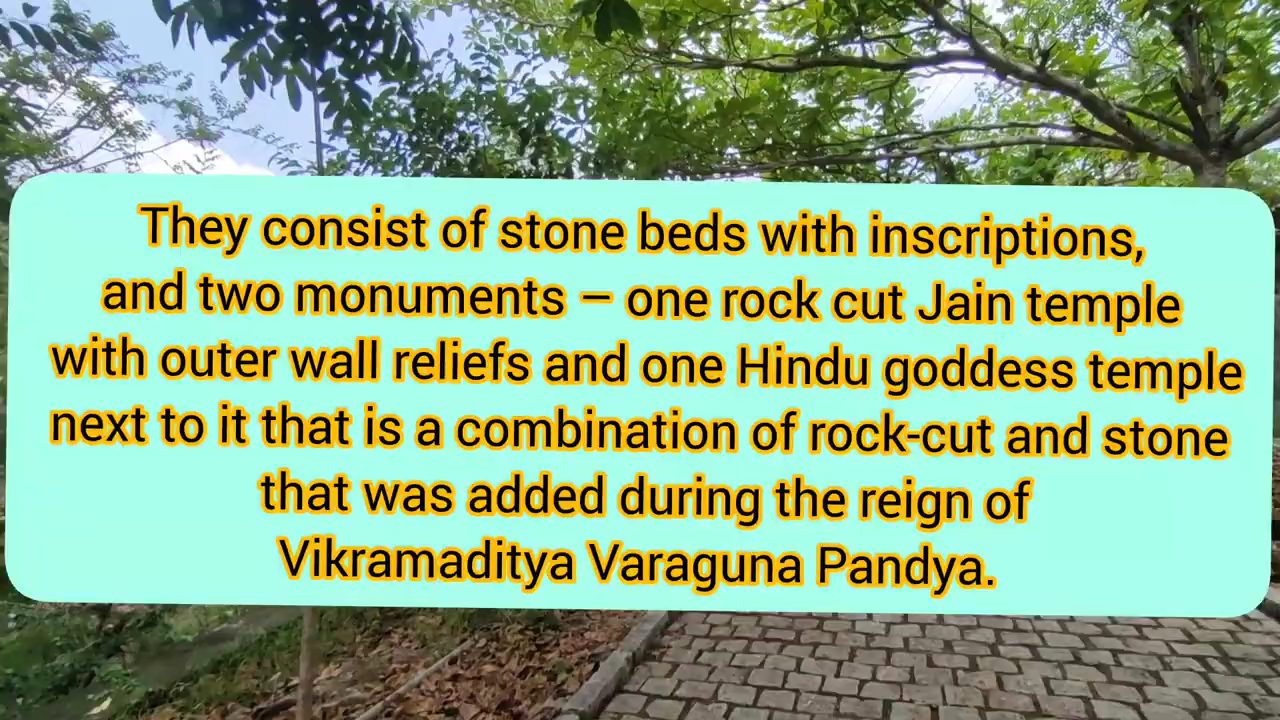 They consist of stone beds with inscriptions,
and two monuments – one rock cut Jain temple
with outer wall reliefs and one Hindu goddess temple
next to it that is a combination of rock-cut and stone
that was added during the reign of
Vikramaditya Varaguna Pandya.